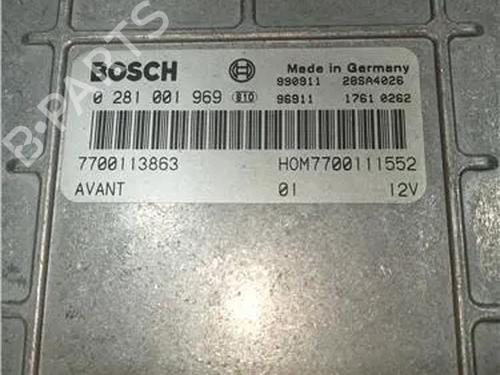 BOSCH
Made in Germany
990911 28SA4026
0 281 001 969 S10 96911 1761 0262
7700113863 HOM7700111552
AVANT 01 12V
B-PARTS